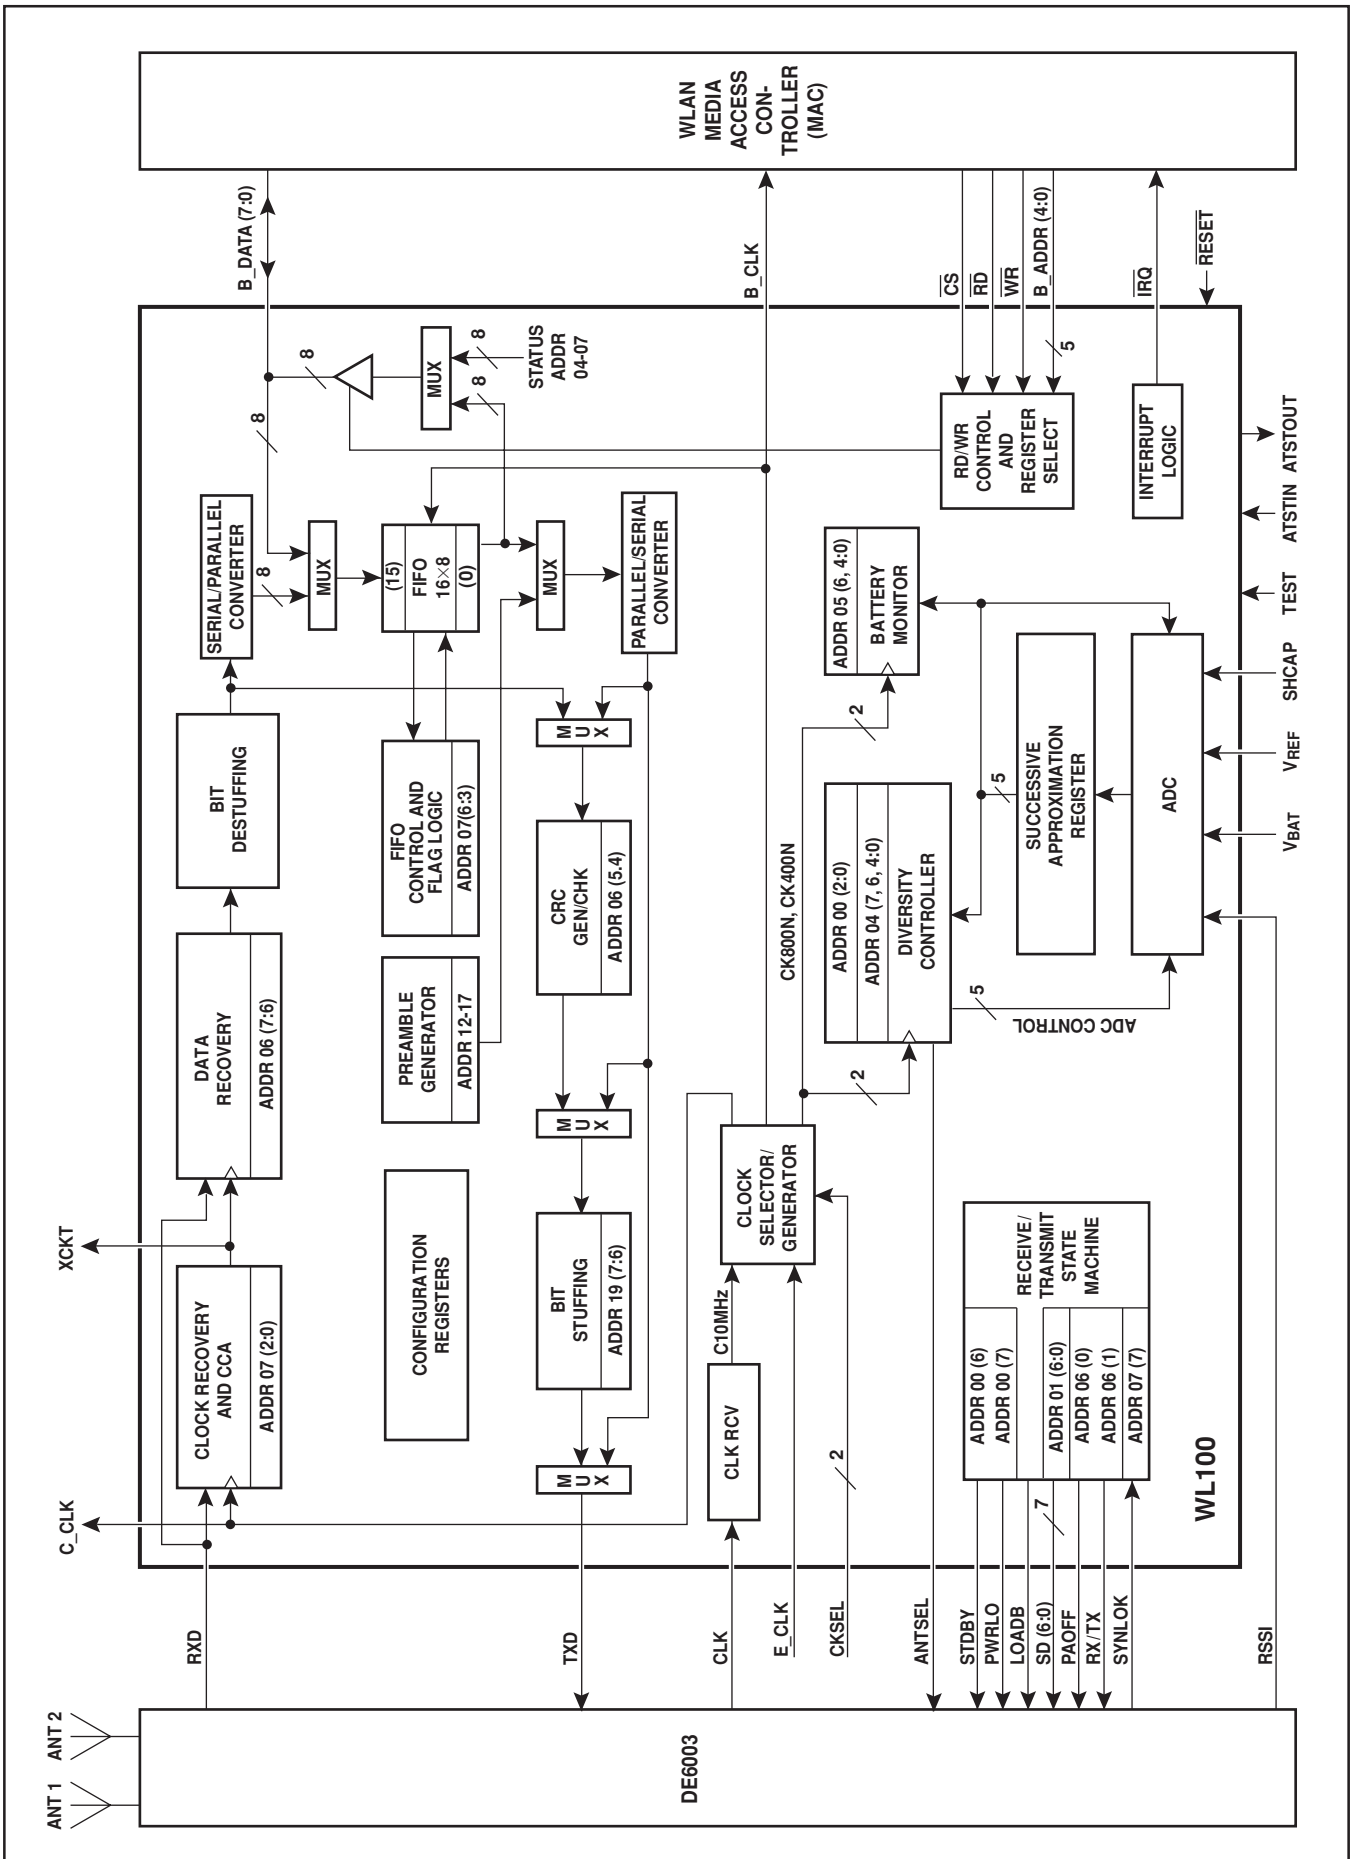 ANT 1
ANT 2
DE6003
RXD
TXD
CLK
E_CLK
CKSEL
ANTSEL
STDBY
PWRLO
LOADB
SD (6:0)
PAOFF
RX/TX
SYNLOK
RSSI
C_CLK
XCKT
CLOCK RECOVERY
AND CCA
ADDR 07 (2:0)
DATA
RECOVERY
ADDR 06 (7:6)
BIT
DESTUFFING
SERIAL/PARALLEL
CONVERTER
8
8
B_DATA (7:0)
MUX
(15)
FIFO
16×8
(0)
8
MUX
8
8
STATUS
ADDR
04-07
MUX
PARALLEL/SERIAL
CONVERTER
CONFIGURATION
REGISTERS
PREAMBLE
GENERATOR
ADDR 12-17
FIFO
CONTROL AND
FLAG LOGIC
ADDR 07(6:3)
MUX
BIT
STUFFING
ADDR 19 (7:6)
MUX
CRC
GEN/CHK
ADDR 06 (5.4)
MUX
CLK RCV
C10MHz
CLOCK
SELECTOR/
GENERATOR
2
CK800N, CK400N
2
2
B_CLK
ADDR 00 (2:0)
ADDR 04 (7, 6, 4:0)
DIVERSITY
CONTROLLER
ADDR 05 (6, 4:0)
BATTERY
MONITOR
5
ADC CONTROL
5
SUCCESSIVE
APPROXIMATION
REGISTER
ADC
RD/WR
CONTROL
AND
REGISTER
SELECT
CS
RD
WR
B_ADDR (4:0)
5
INTERRUPT
LOGIC
IRQ
RESET
ADDR 00 (6)
ADDR 00 (7)
ADDR 01 (6:0)
ADDR 06 (0)
ADDR 06 (1)
ADDR 07 (7)
RECEIVE/
TRANSMIT
STATE
MACHINE
7
WL100
VBAT
VREF
SHCAP
TEST
ATSTIN
ATSTOUT
WLAN
MEDIA
ACCESS
CON-
TROLLER
(MAC)